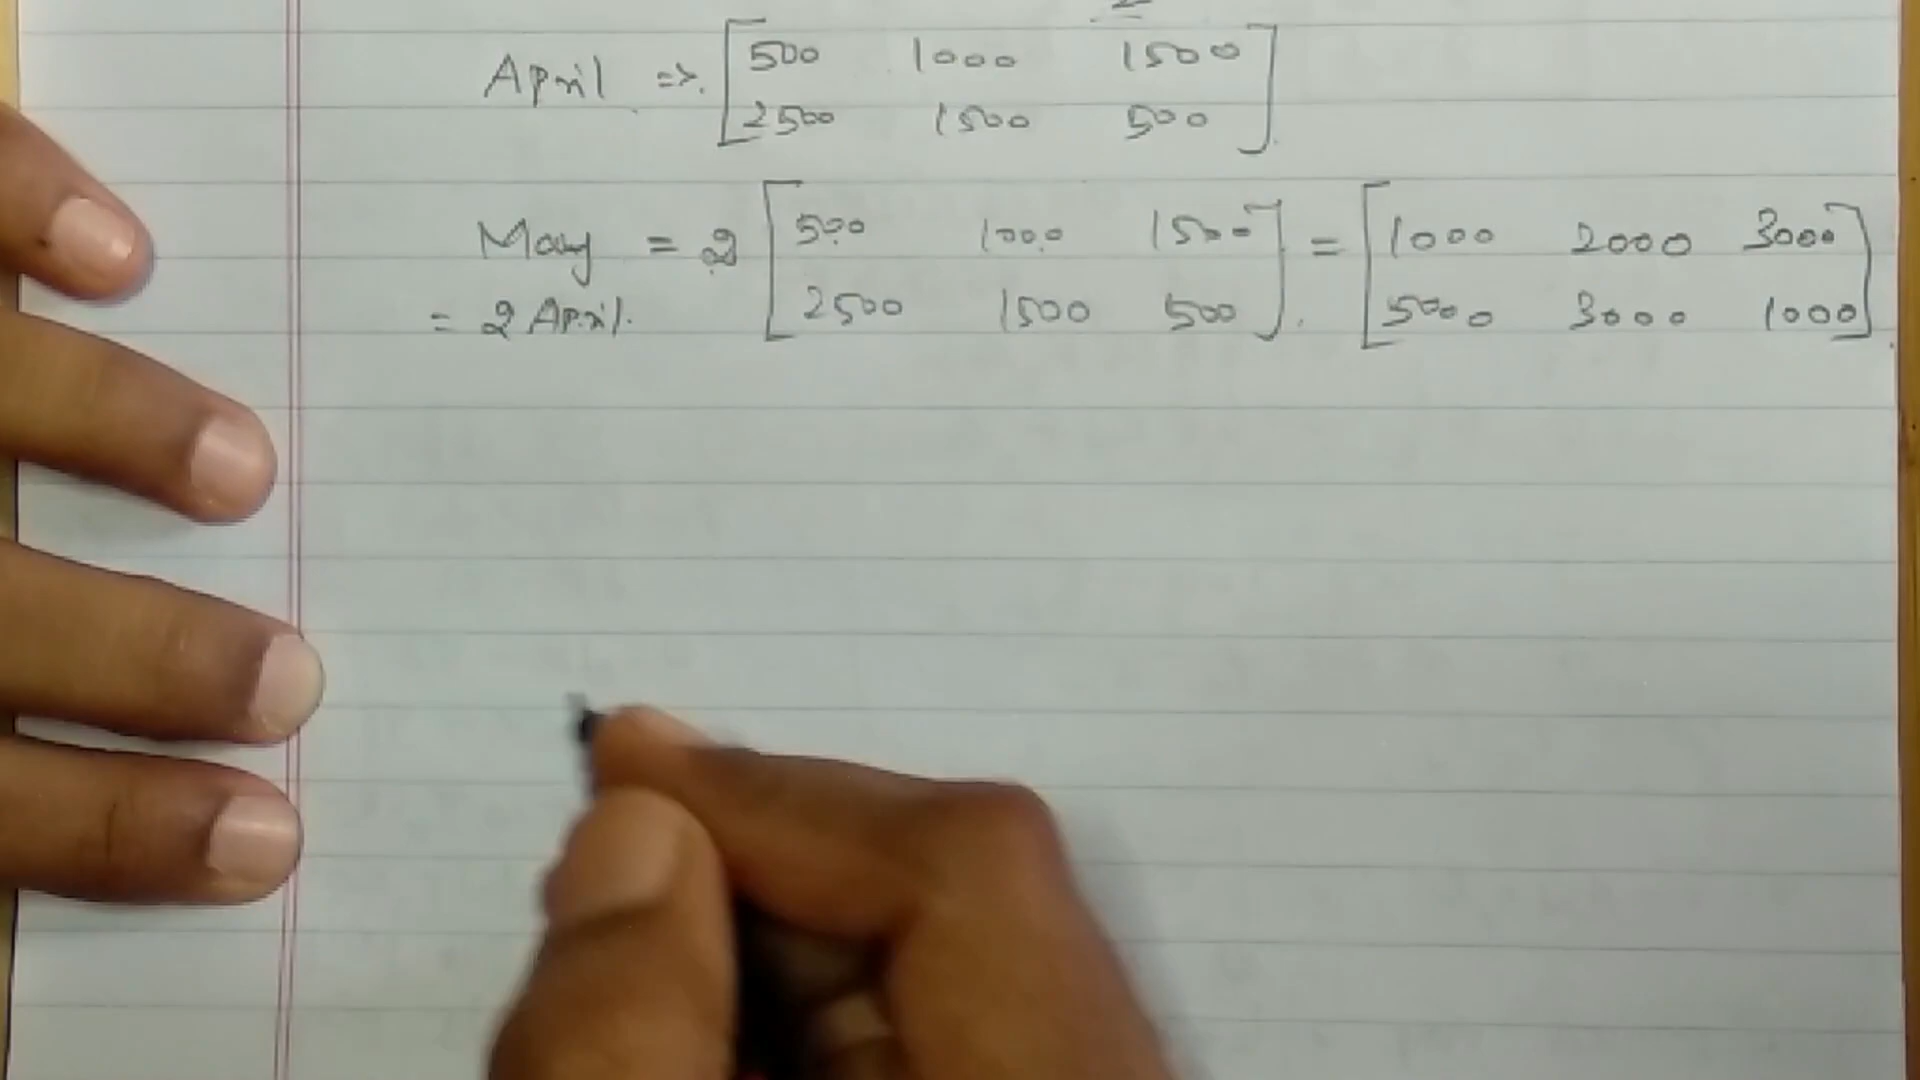 April => [ 500 1000 1500
2500 1500 500 ]
May = 2 [ 500 1000 1500 ] = [ 1000 2000 3000 ]
= 2 April. [ 2500 1500 500 ]. [ 5000 3000 1000 ]